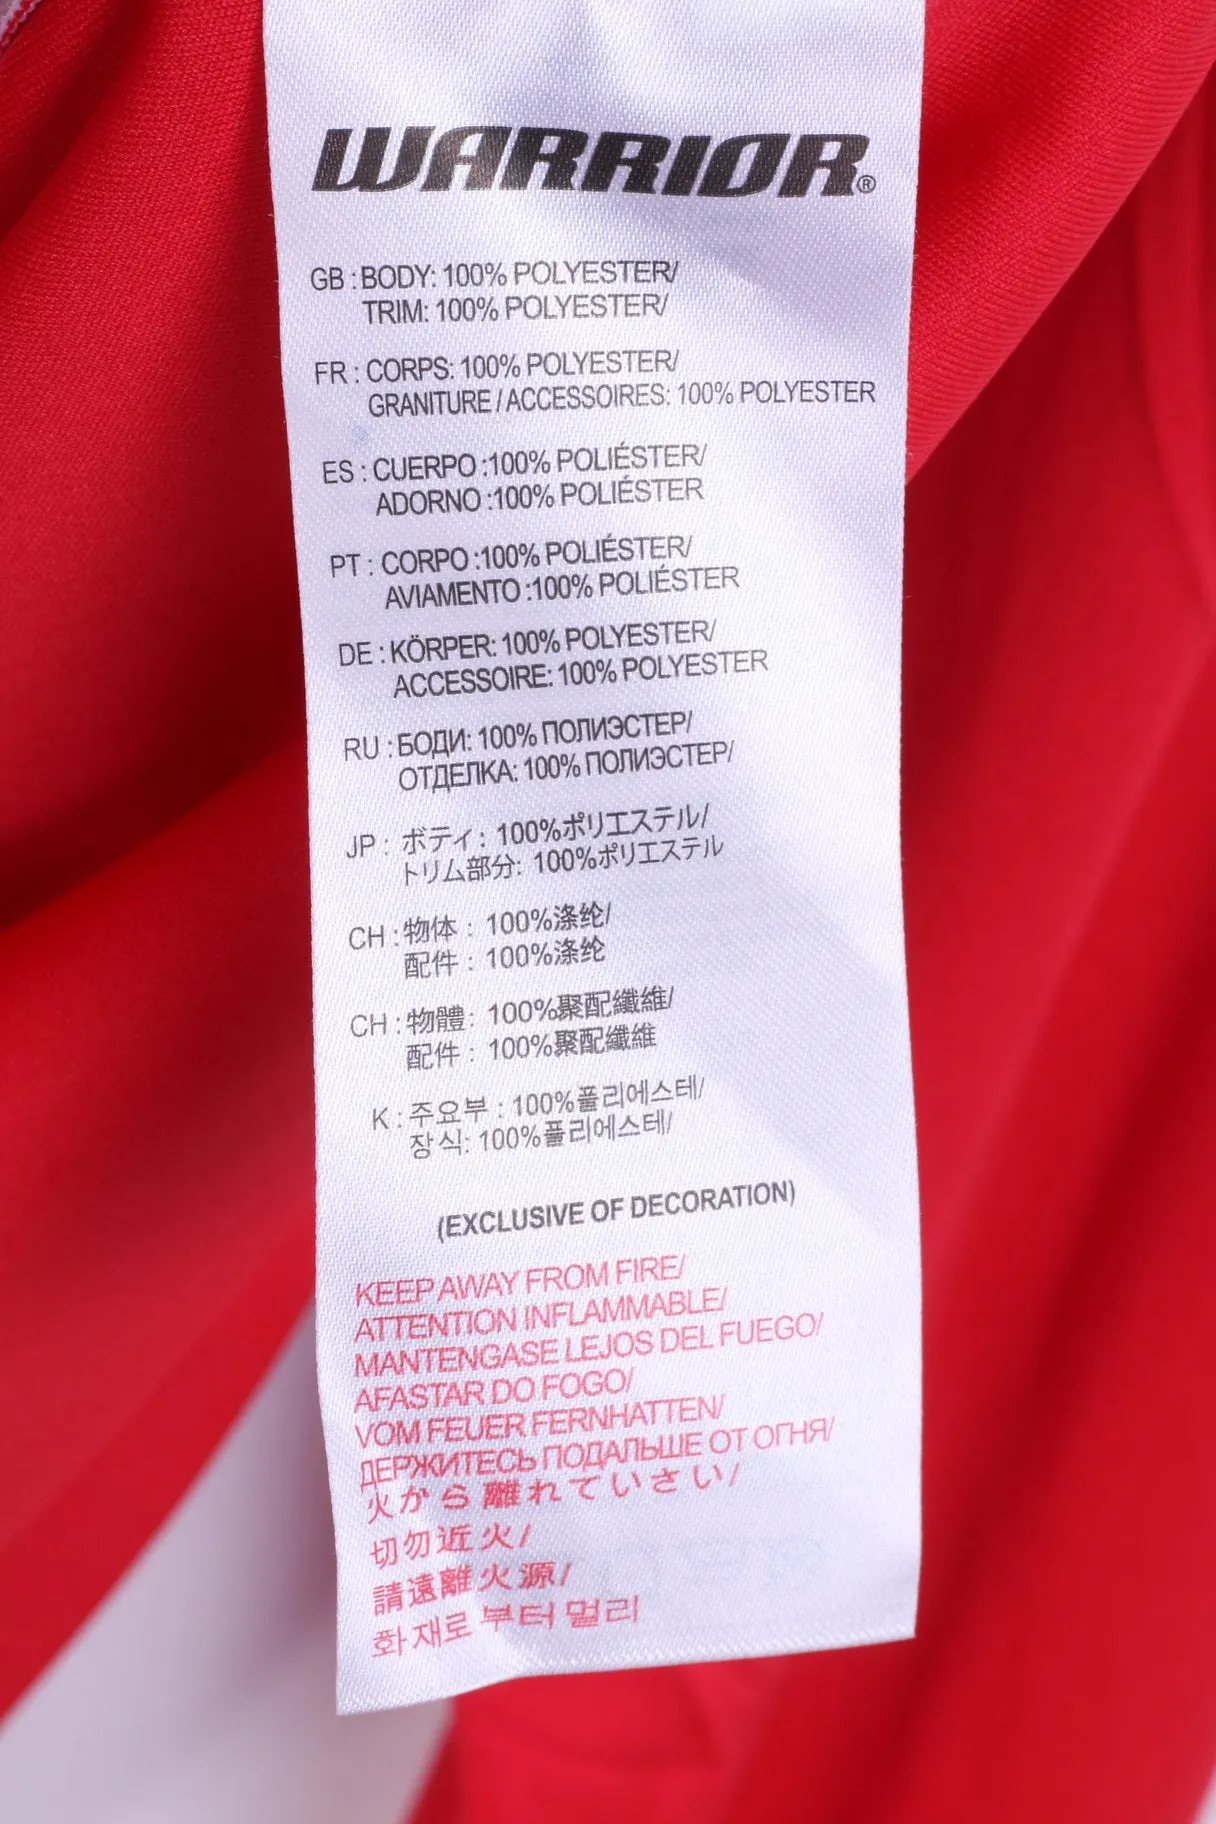 WARRIOR®
GB : BODY: 100% POLYESTER/
TRIM: 100% POLYESTER/
FR : CORPS: 100% POLYESTER/
GRANITURE / ACCESSOIRES: 100% POLYESTER
ES : CUERPO :100% POLIÉSTER/
ADORNO :100% POLIÉSTER
PT : CORPO :100% POLIÉSTER/
AVIAMENTO :100% POLIÉSTER
DE : KÖRPER: 100% POLYESTER/
ACCESSOIRE: 100% POLYESTER
RU : БОДИ: 100% ПОЛИЭСТЕР/
ОТДЕЛКА: 100% ПОЛИЭСТЕР/
JP : ボディ : 100%ポリエステル/
トリム部分: 100%ポリエステル
CH : 物体 : 100%涤纶/
配件 : 100%涤纶
CH : 物體: 100%聚配纖維/
配件 : 100%聚配纖維
K : 주요부 : 100%폴리에스테/
장식: 100%폴리에스테/
(EXCLUSIVE OF DECORATION)
KEEP AWAY FROM FIRE/
ATTENTION INFLAMMABLE/
MANTENGASE LEJOS DEL FUEGO/
AFASTAR DO FOGO/
VOM FEUER FERNHATTEN/
ДЕРЖИТЕСЬ ПОДАЛЬШЕ ОТ ОГНЯ/
火から離れていさい/
切勿近火/
請遠離火源/
화재로부터 멀리